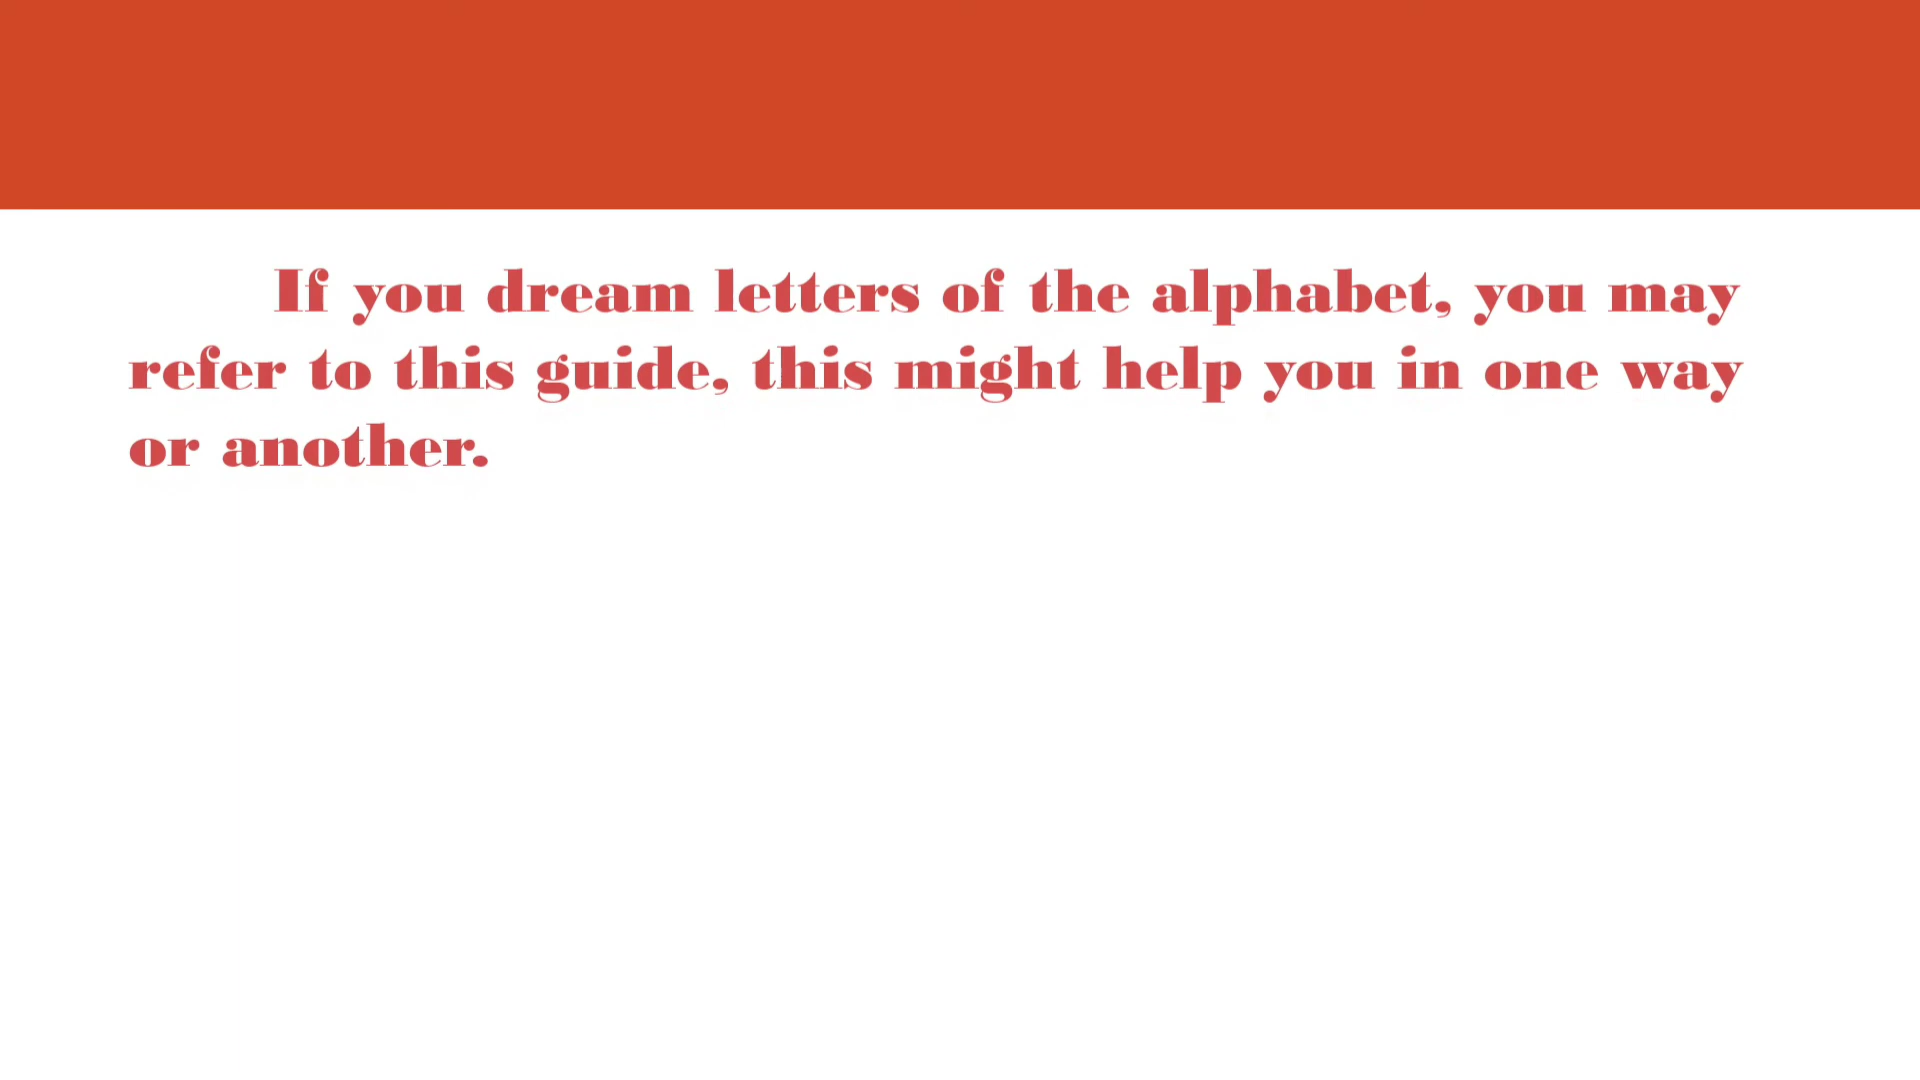 If you dream letters of the alphabet, you may
refer to this guide, this might help you in one way
or another.